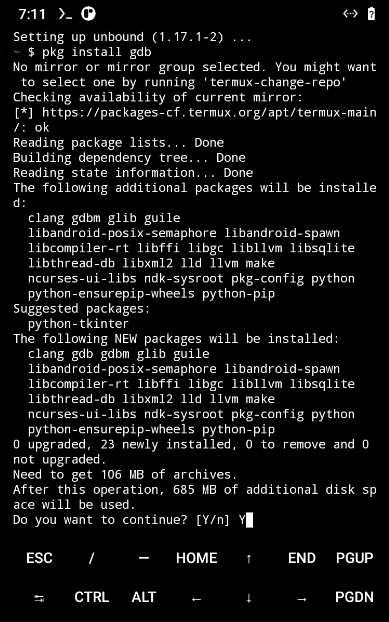 7:11
Setting up unbound (1.17.1-2) ...
~ $ pkg install gdb
No mirror or mirror group selected. You might want
 to select one by running 'termux-change-repo'
Checking availability of current mirror:
[*] https://packages-cf.termux.org/apt/termux-main
/: ok
Reading package lists... Done
Building dependency tree... Done
Reading state information... Done
The following additional packages will be installe
d:
  clang gdbm glib guile
  libandroid-posix-semaphore libandroid-spawn
  libcompiler-rt libffi libgc libllvm libsqlite
  libthread-db libxml2 lld llvm make
  ncurses-ui-libs ndk-sysroot pkg-config python
  python-ensurepip-wheels python-pip
Suggested packages:
  python-tkinter
The following NEW packages will be installed:
  clang gdb gdbm glib guile
  libandroid-posix-semaphore libandroid-spawn
  libcompiler-rt libffi libgc libllvm libsqlite
  libthread-db libxml2 lld llvm make
  ncurses-ui-libs ndk-sysroot pkg-config python
  python-ensurepip-wheels python-pip
0 upgraded, 23 newly installed, 0 to remove and 0
not upgraded.
Need to get 106 MB of archives.
After this operation, 685 MB of additional disk sp
ace will be used.
Do you want to continue? [Y/n] Y
ESC / — HOME ↑ END PGUP
⇆ CTRL ALT ← ↓ → PGDN